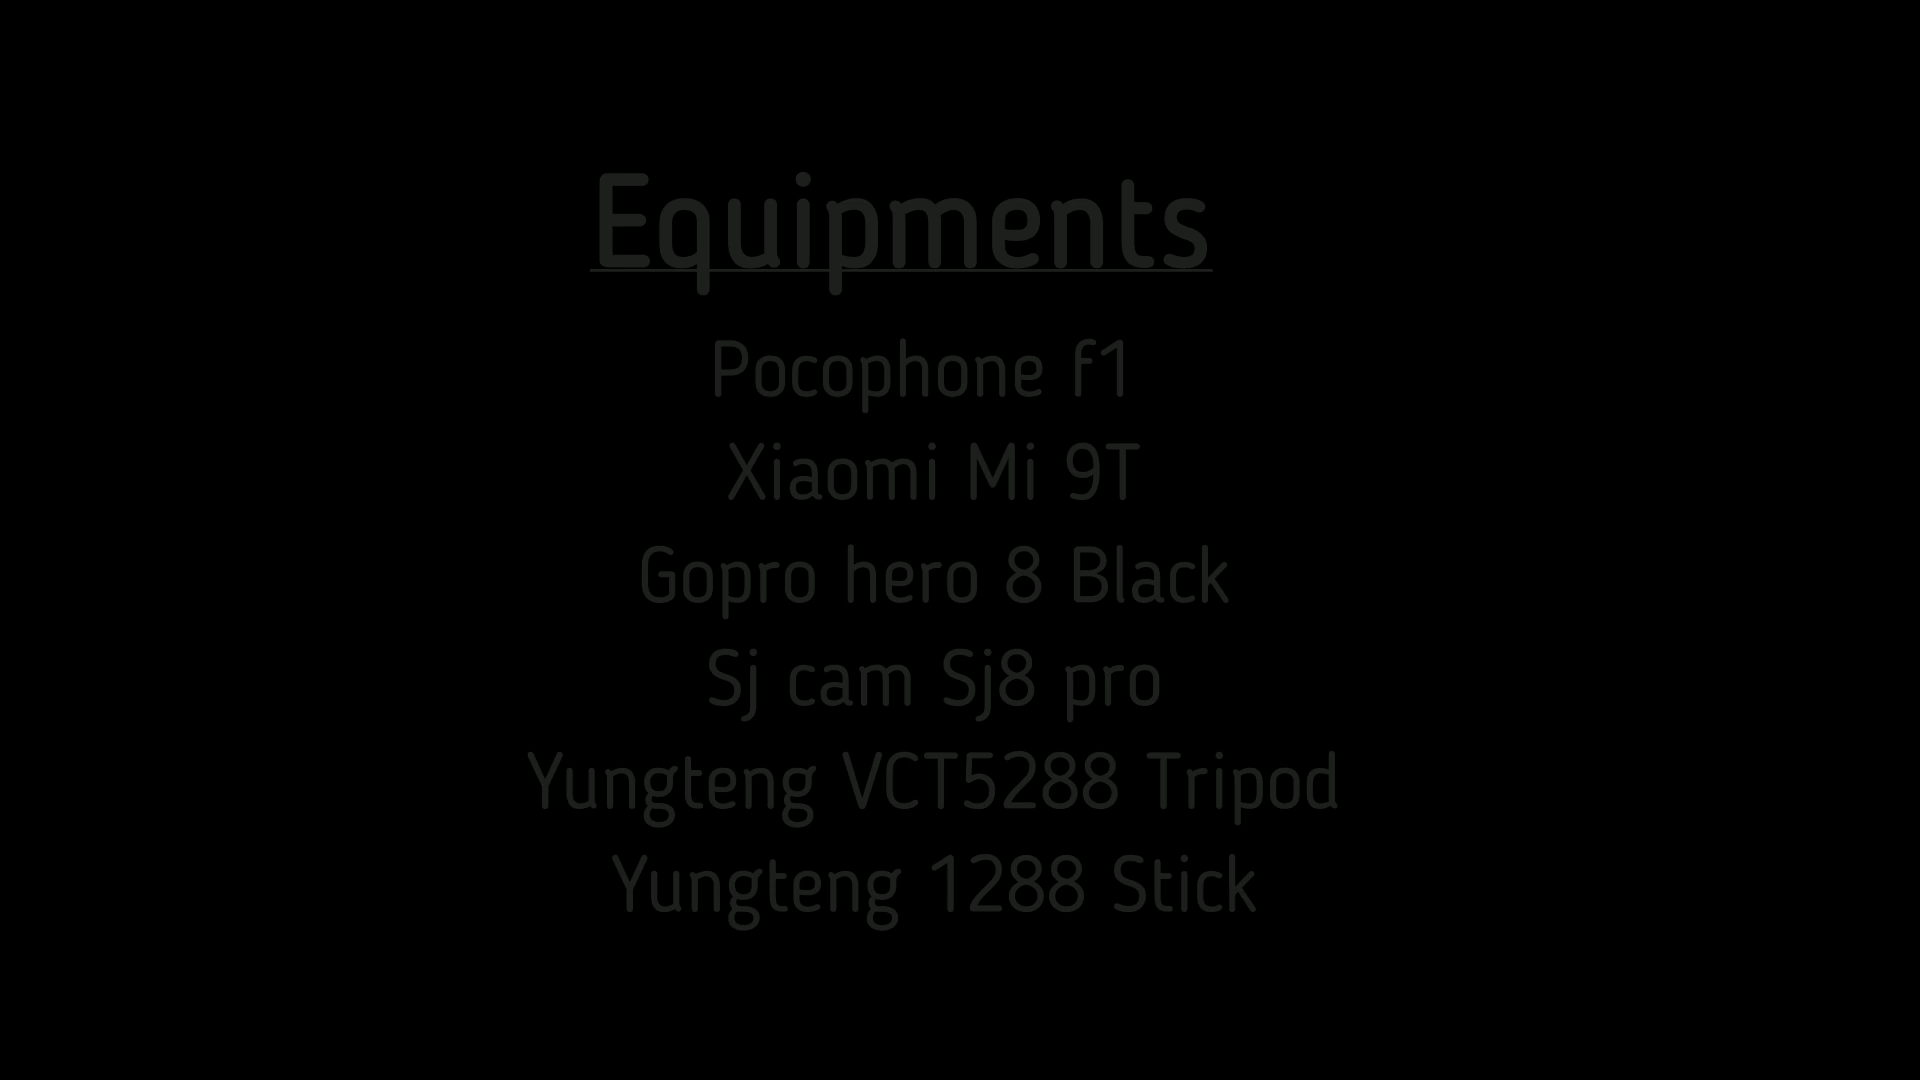 Equipments
Pocophone f1
Xiaomi Mi 9T
Gopro hero 8 Black
Sj cam Sj8 pro
Yungteng VCT5288 Tripod
Yungteng 1288 Stick